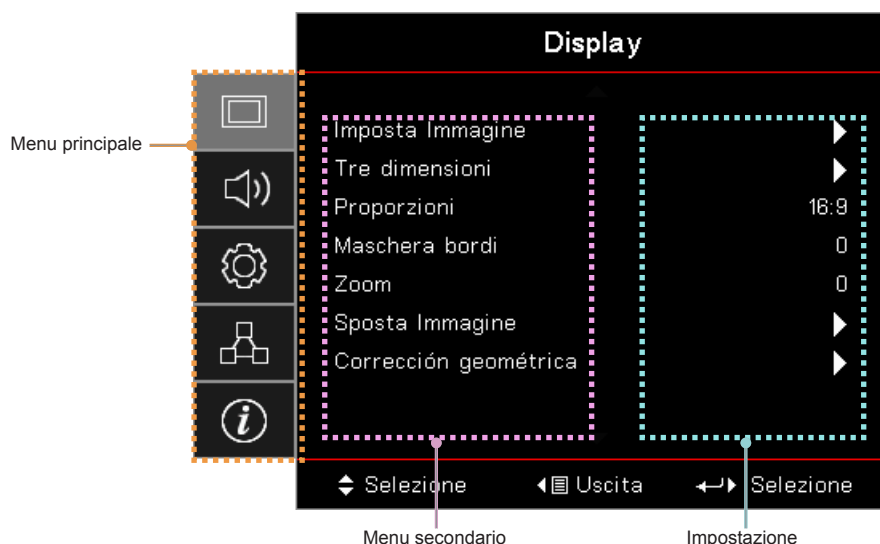 Display
Menu principale
Imposta Immagine
Tre dimensioni
Proporzioni 16:9
Maschera bordi 0
Zoom 0
Sposta Immagine
Corrección geométrica
i
Selezione Uscita Selezione
Menu secondario Impostazione